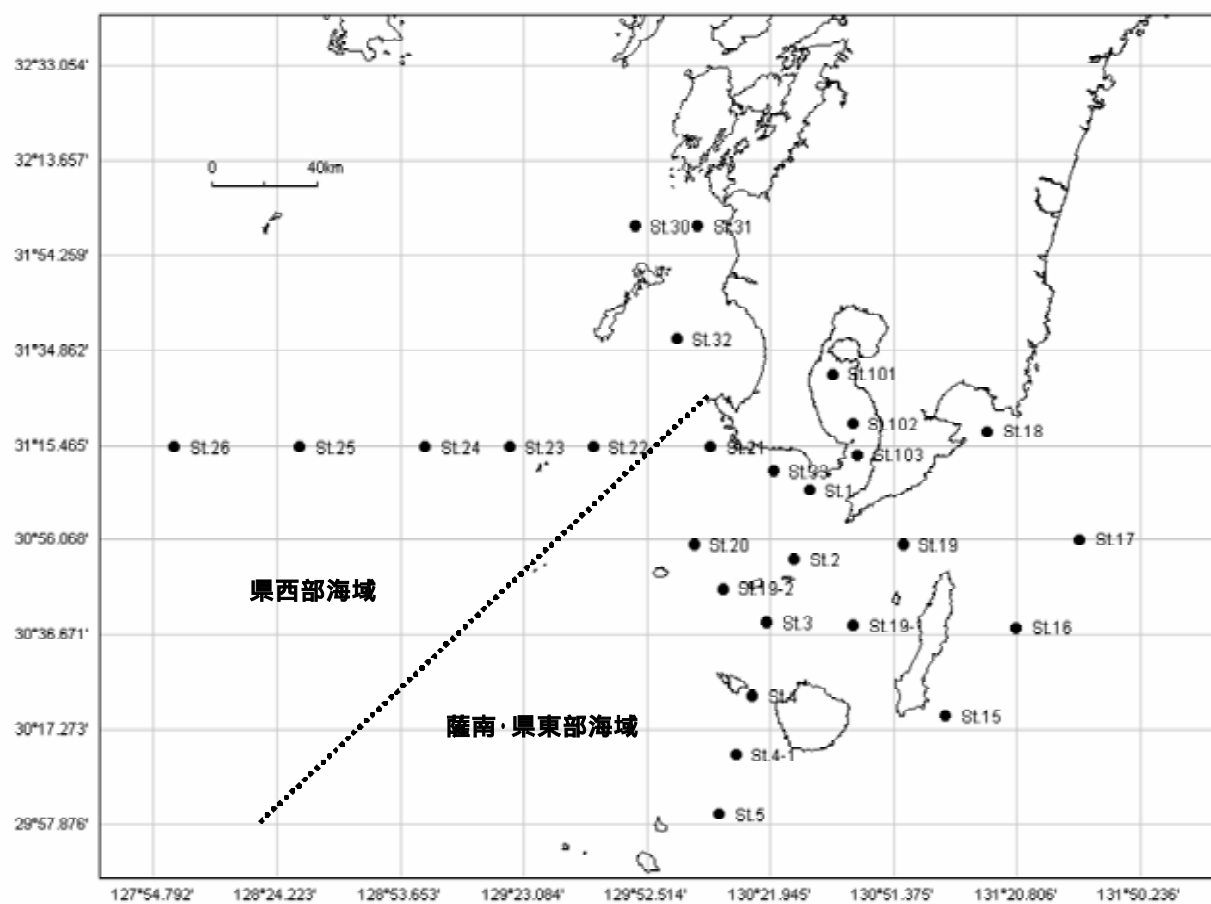 32°33.054'
32°13.657'
0 40km
St.30 St.31
31°54.259'
St.32
31°34.862'
St.101
St.102
St.18
31°15.465'
St.26 St.25 St.24 St.23 St.22 St.21
St.103
St.33
St.1
30°56.068'
St.20 St.2 St.19 St.17
県西部海域
St.19-2
St.3 St.19-1 St.16
30°36.671'
St.4
薩南・県東部海域
St.15
30°17.273'
St.4-1
St.5
29°57.876'
127°54.792' 128°24.223' 128°53.653' 129°23.084' 129°52.514' 130°21.945' 130°51.375' 131°20.806' 131°50.236'